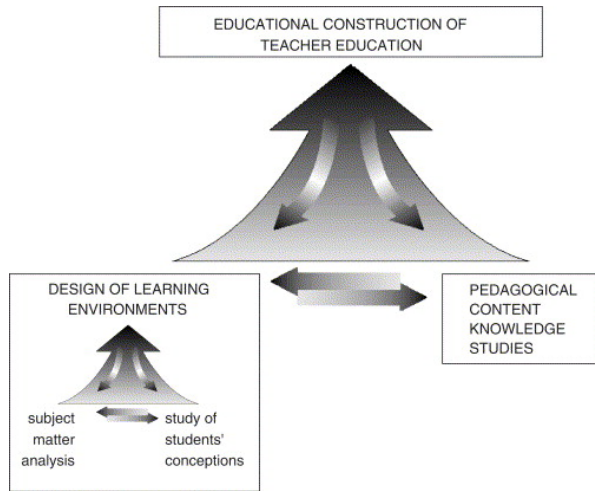 EDUCATIONAL CONSTRUCTION OF
TEACHER EDUCATION
DESIGN OF LEARNING
ENVIRONMENTS
subject
matter
analysis
study of
students'
conceptions
PEDAGOGICAL
CONTENT
KNOWLEDGE
STUDIES